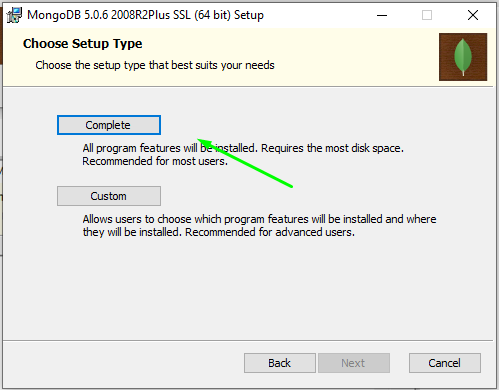 MongoDB 5.0.6 2008R2Plus SSL (64 bit) Setup
Choose Setup Type
Choose the setup type that best suits your needs
Complete
All program features will be installed. Requires the most disk space.
Recommended for most users.
Custom
Allows users to choose which program features will be installed and where
they will be installed. Recommended for advanced users.
Back Next Cancel